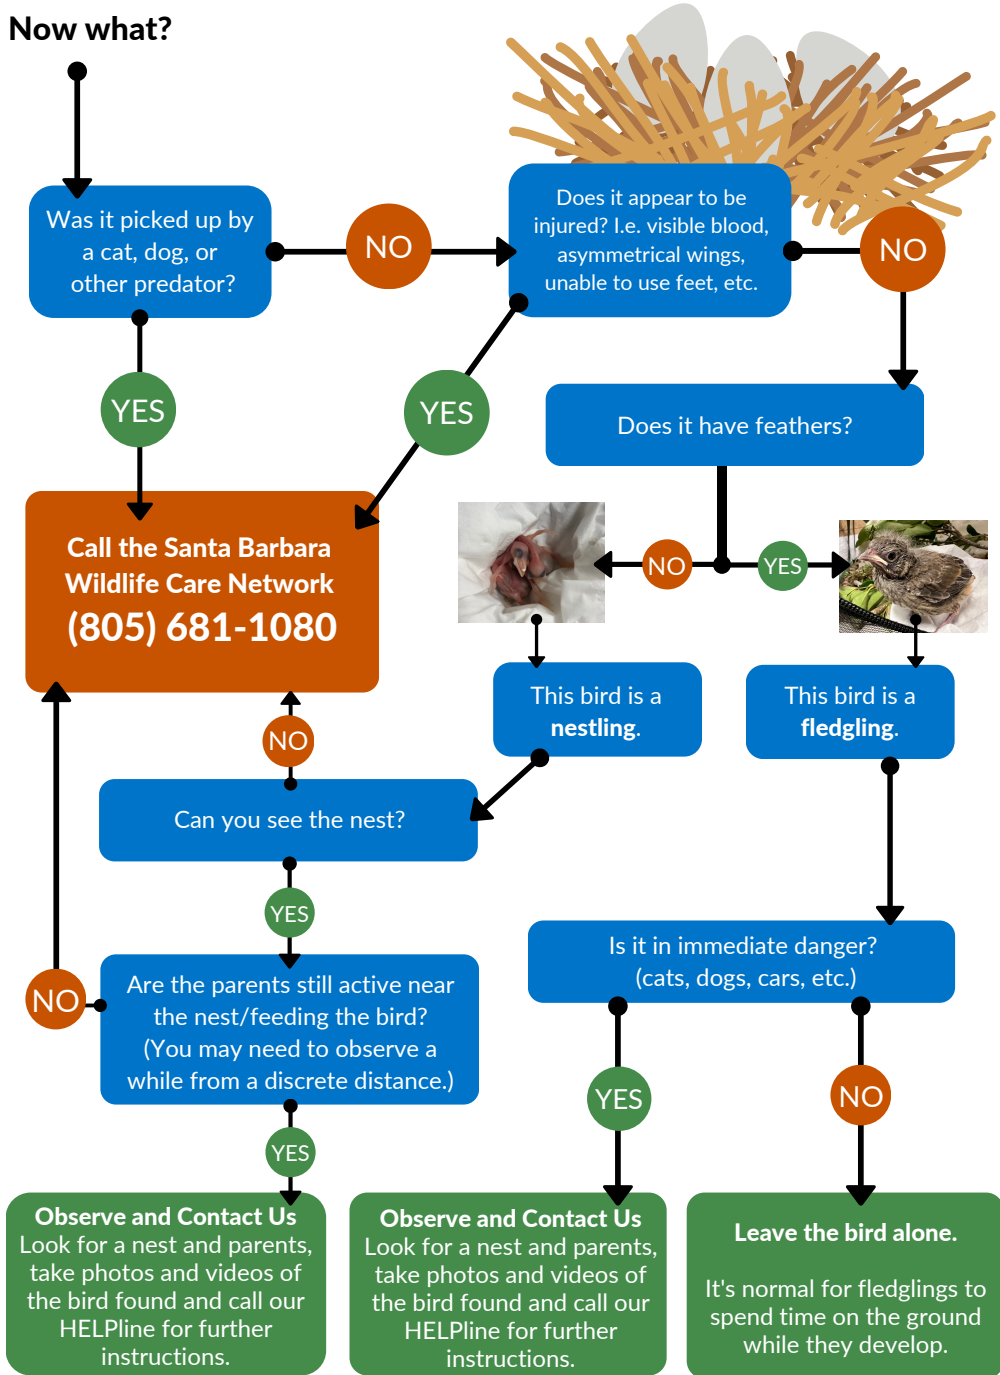 Now what?
Was it picked up by
a cat, dog, or
other predator?
NO
Does it appear to be
injured? I.e. visible blood,
asymmetrical wings,
unable to use feet, etc.
NO
YES
YES
Does it have feathers?
Call the Santa Barbara
Wildlife Care Network
(805) 681-1080
NO
YES
This bird is a
nestling.
This bird is a
fledgling.
NO
Can you see the nest?
YES
Is it in immediate danger?
(cats, dogs, cars, etc.)
NO
Are the parents still active near
the nest/feeding the bird?
(You may need to observe a
while from a discrete distance.)
YES
NO
YES
Observe and Contact Us
Look for a nest and parents,
take photos and videos of
the bird found and call our
HELPline for further
instructions.
Observe and Contact Us
Look for a nest and parents,
take photos and videos of
the bird found and call our
HELPline for further
instructions.
Leave the bird alone.
It's normal for fledglings to
spend time on the ground
while they develop.